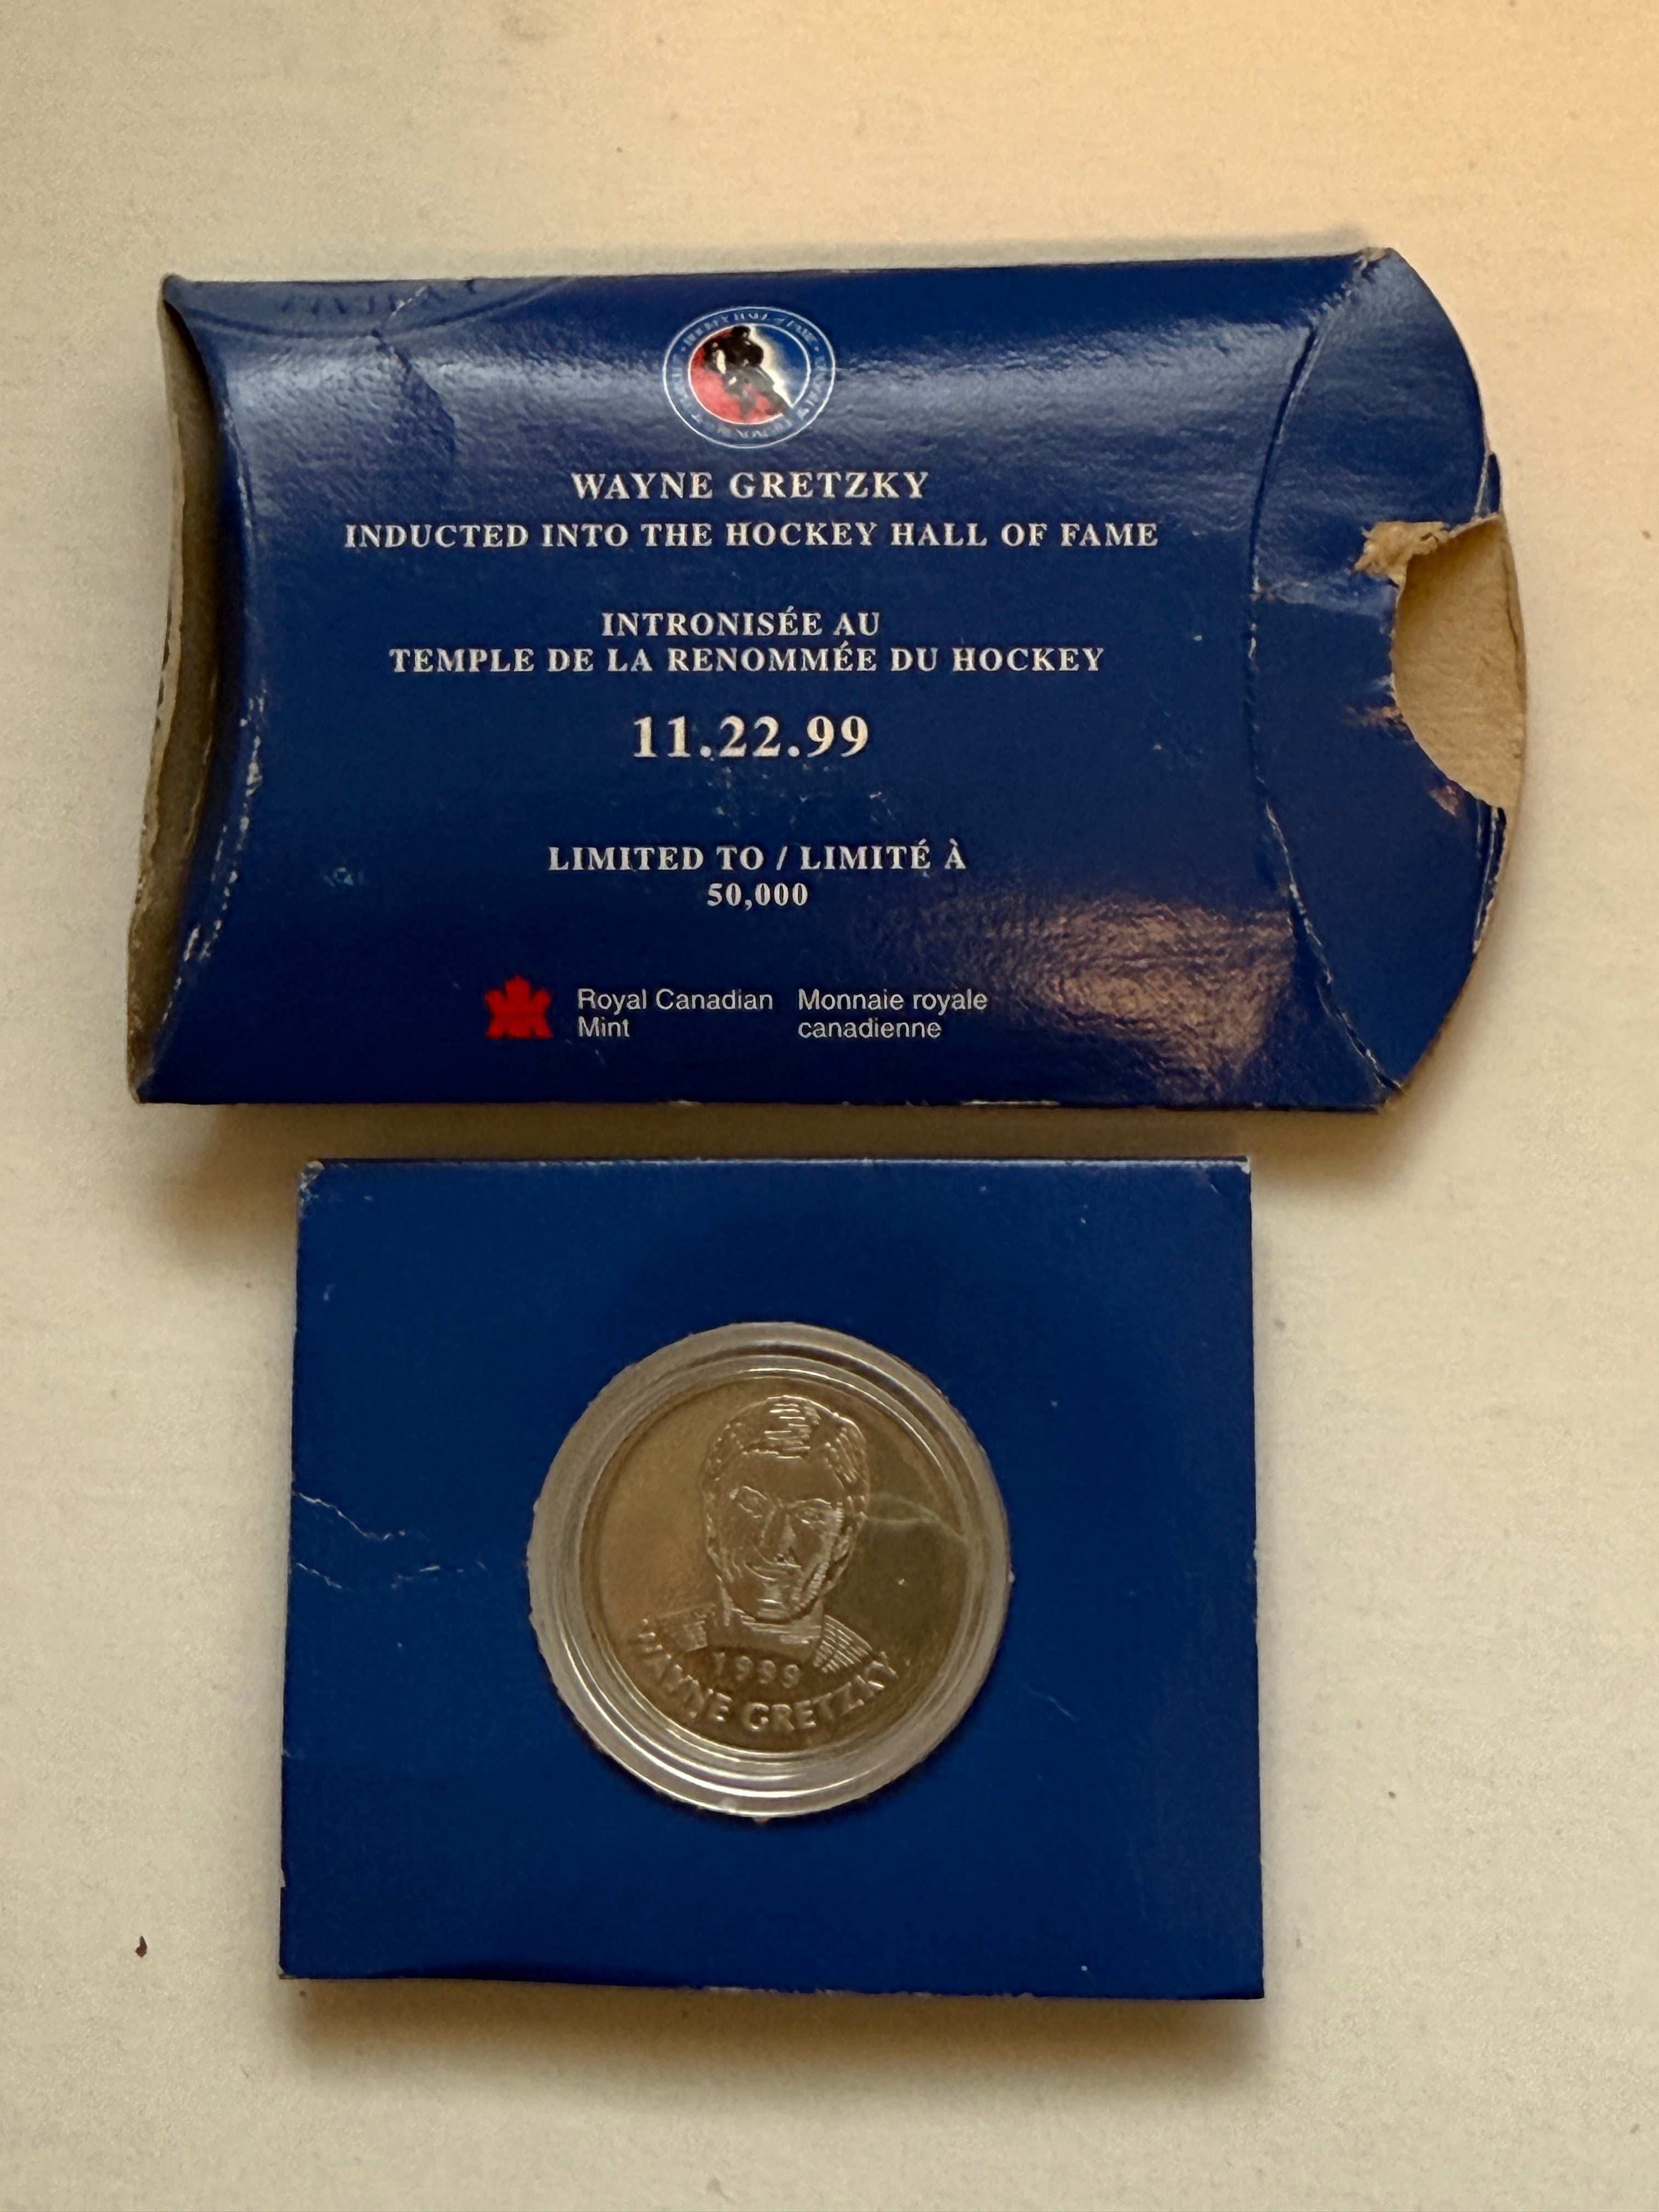 WAYNE GRETZKY
INDUCTED INTO THE HOCKEY HALL OF FAME
INTRONISÉE AU
TEMPLE DE LA RENOMMÉE DU HOCKEY
11.22.99
LIMITED TO / LIMITÉ À
50,000
Royal Canadian Mint
Monnaie royale canadienne
1999
WAYNE GRETZKY